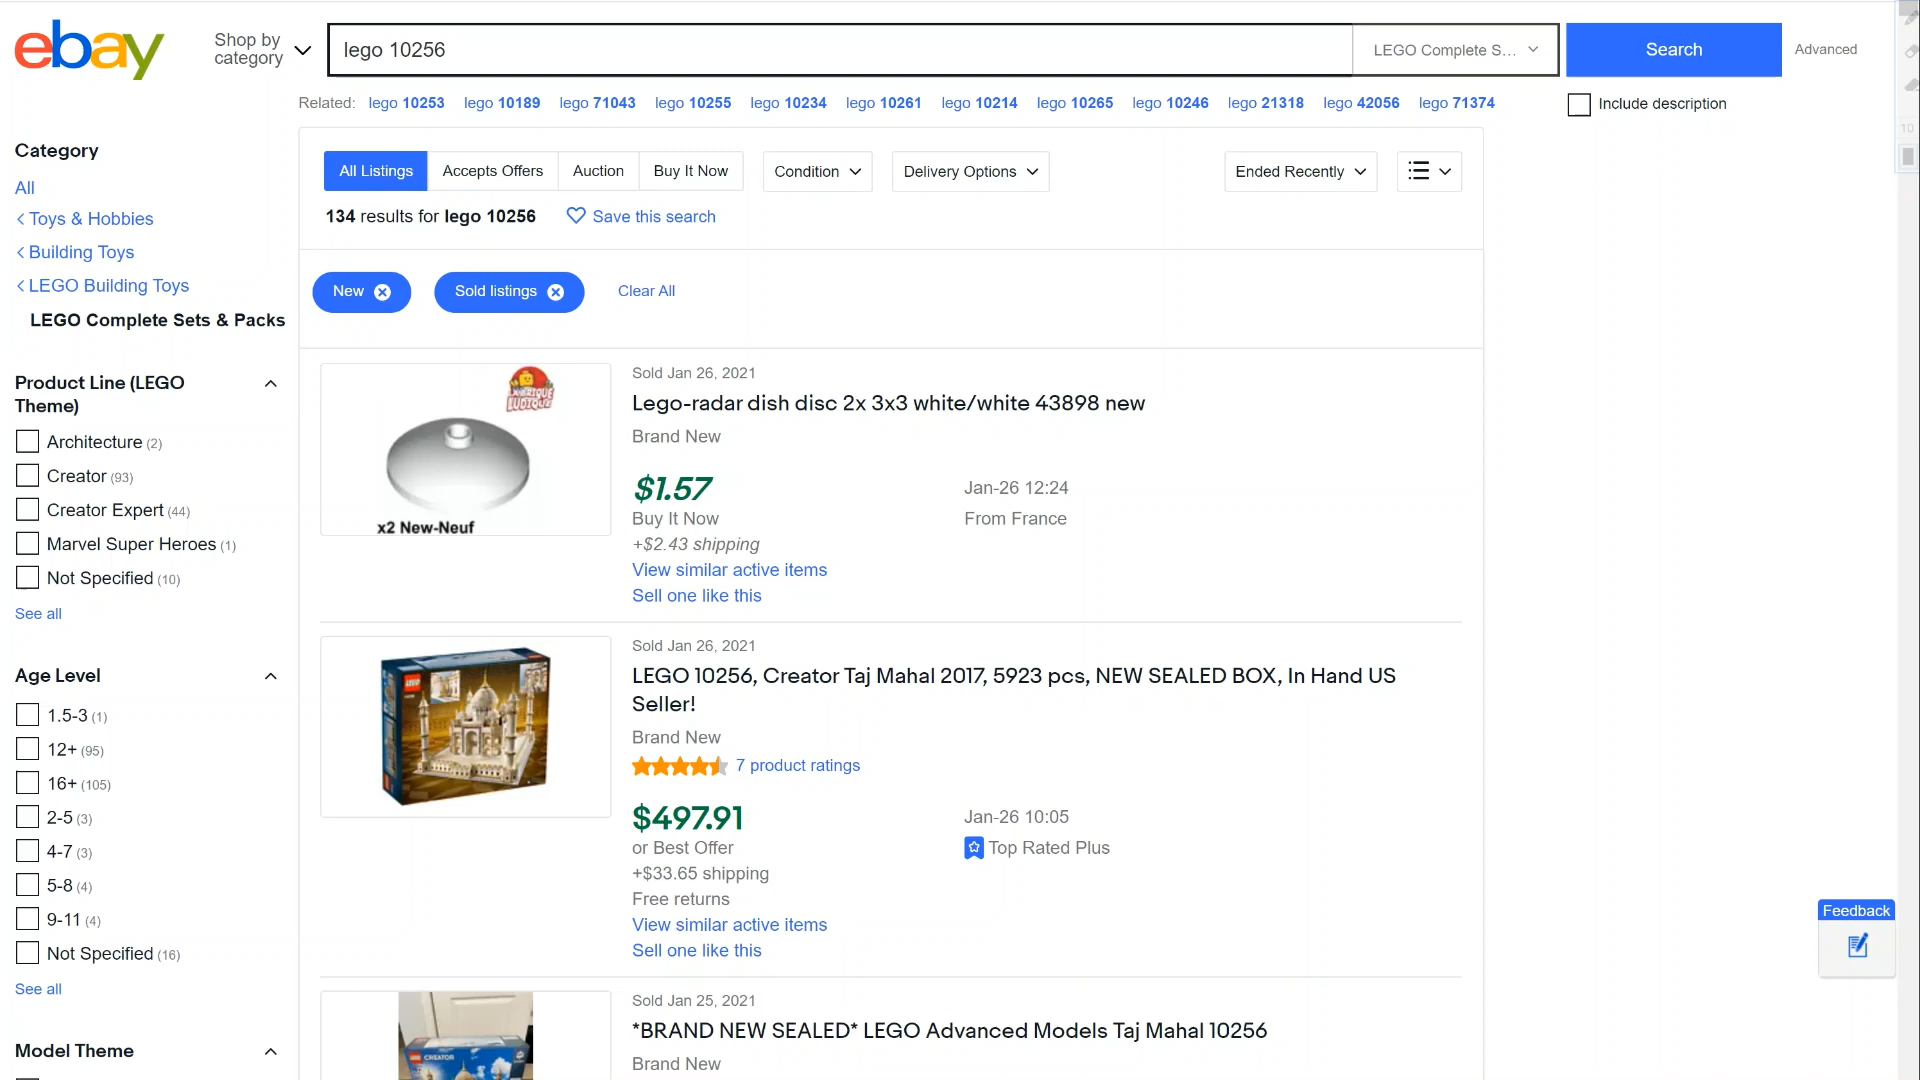 ebay
Shop by
category
lego 10256
LEGO Complete S...
Search
Advanced
Related: lego 10253 lego 10189 lego 71043 lego 10255 lego 10234 lego 10261 lego 10214 lego 10265 lego 10246 lego 21318 lego 42056 lego 71374
Include description
10
Category
All
Toys & Hobbies
Building Toys
LEGO Building Toys
LEGO Complete Sets & Packs
Product Line (LEGO
Theme)
Architecture (2)
Creator (93)
Creator Expert (44)
Marvel Super Heroes (1)
Not Specified (10)
See all
Age Level
1.5-3 (1)
12+ (95)
16+ (105)
2-5 (3)
4-7 (3)
5-8 (4)
9-11 (4)
Not Specified (16)
See all
Model Theme
All Listings
Accepts Offers
Auction
Buy It Now
Condition
Delivery Options
Ended Recently
134 results for lego 10256
Save this search
New
Sold listings
Clear All
LA BRIQUE
LUDIQUE
x2 New-Neuf
Sold Jan 26, 2021
Lego-radar dish disc 2x 3x3 white/white 43898 new
Brand New
$1.57
Buy It Now
+$2.43 shipping
View similar active items
Sell one like this
Jan-26 12:24
From France
LEGO
Sold Jan 26, 2021
LEGO 10256, Creator Taj Mahal 2017, 5923 pcs, NEW SEALED BOX, In Hand US
Seller!
Brand New
7 product ratings
$497.91
or Best Offer
+$33.65 shipping
Free returns
View similar active items
Sell one like this
Jan-26 10:05
Top Rated Plus
CREATOR
Sold Jan 25, 2021
*BRAND NEW SEALED* LEGO Advanced Models Taj Mahal 10256
Brand New
Feedback